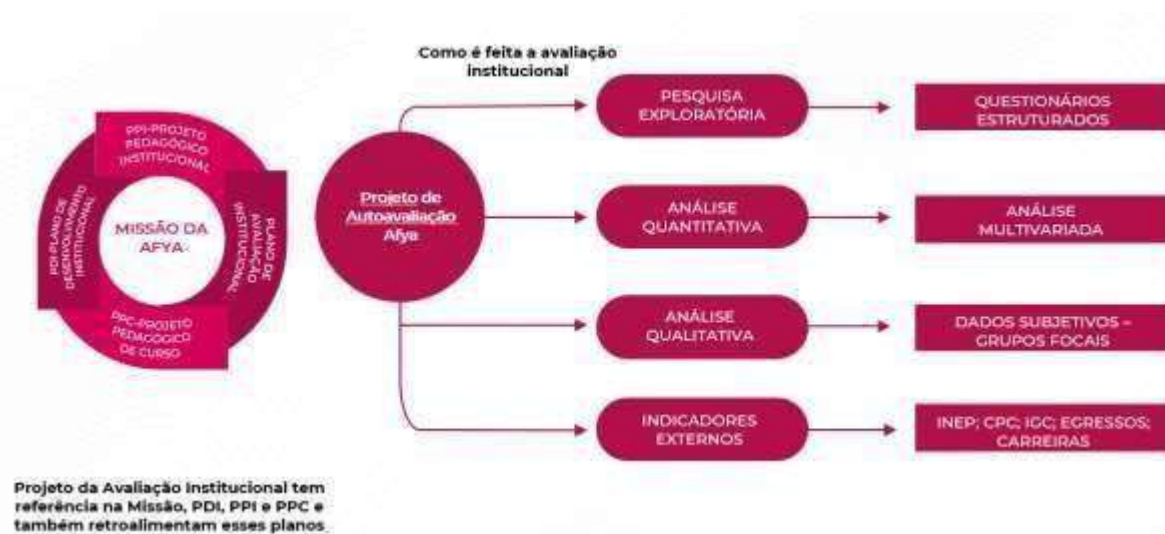 Como é feita a avaliação
institucional
PPI-PROJETO
PEDAGÓGICO
INSTITUCIONAL
PDI-PLANO DE
DESENVOLVIMENTO
INSTITUCIONAL
MISSÃO DA
AFYA
PLANO DE
AVALIAÇÃO
INSTITUCIONAL
PPC-PROJETO
PEDAGÓGICO
DE CURSO
Projeto de
Autoavaliação
Afya
PESQUISA
EXPLORATÓRIA
QUESTIONÁRIOS
ESTRUTURADOS
ANÁLISE
QUANTITATIVA
ANÁLISE
MULTIVARIADA
ANÁLISE
QUALITATIVA
DADOS SUBJETIVOS –
GRUPOS FOCAIS
INDICADORES
EXTERNOS
INEP; CPC; IGC; EGRESSOS;
CARREIRAS
Projeto da Avaliação Institucional tem
referência na Missão, PDI, PPI e PPC e
também retroalimentam esses planos